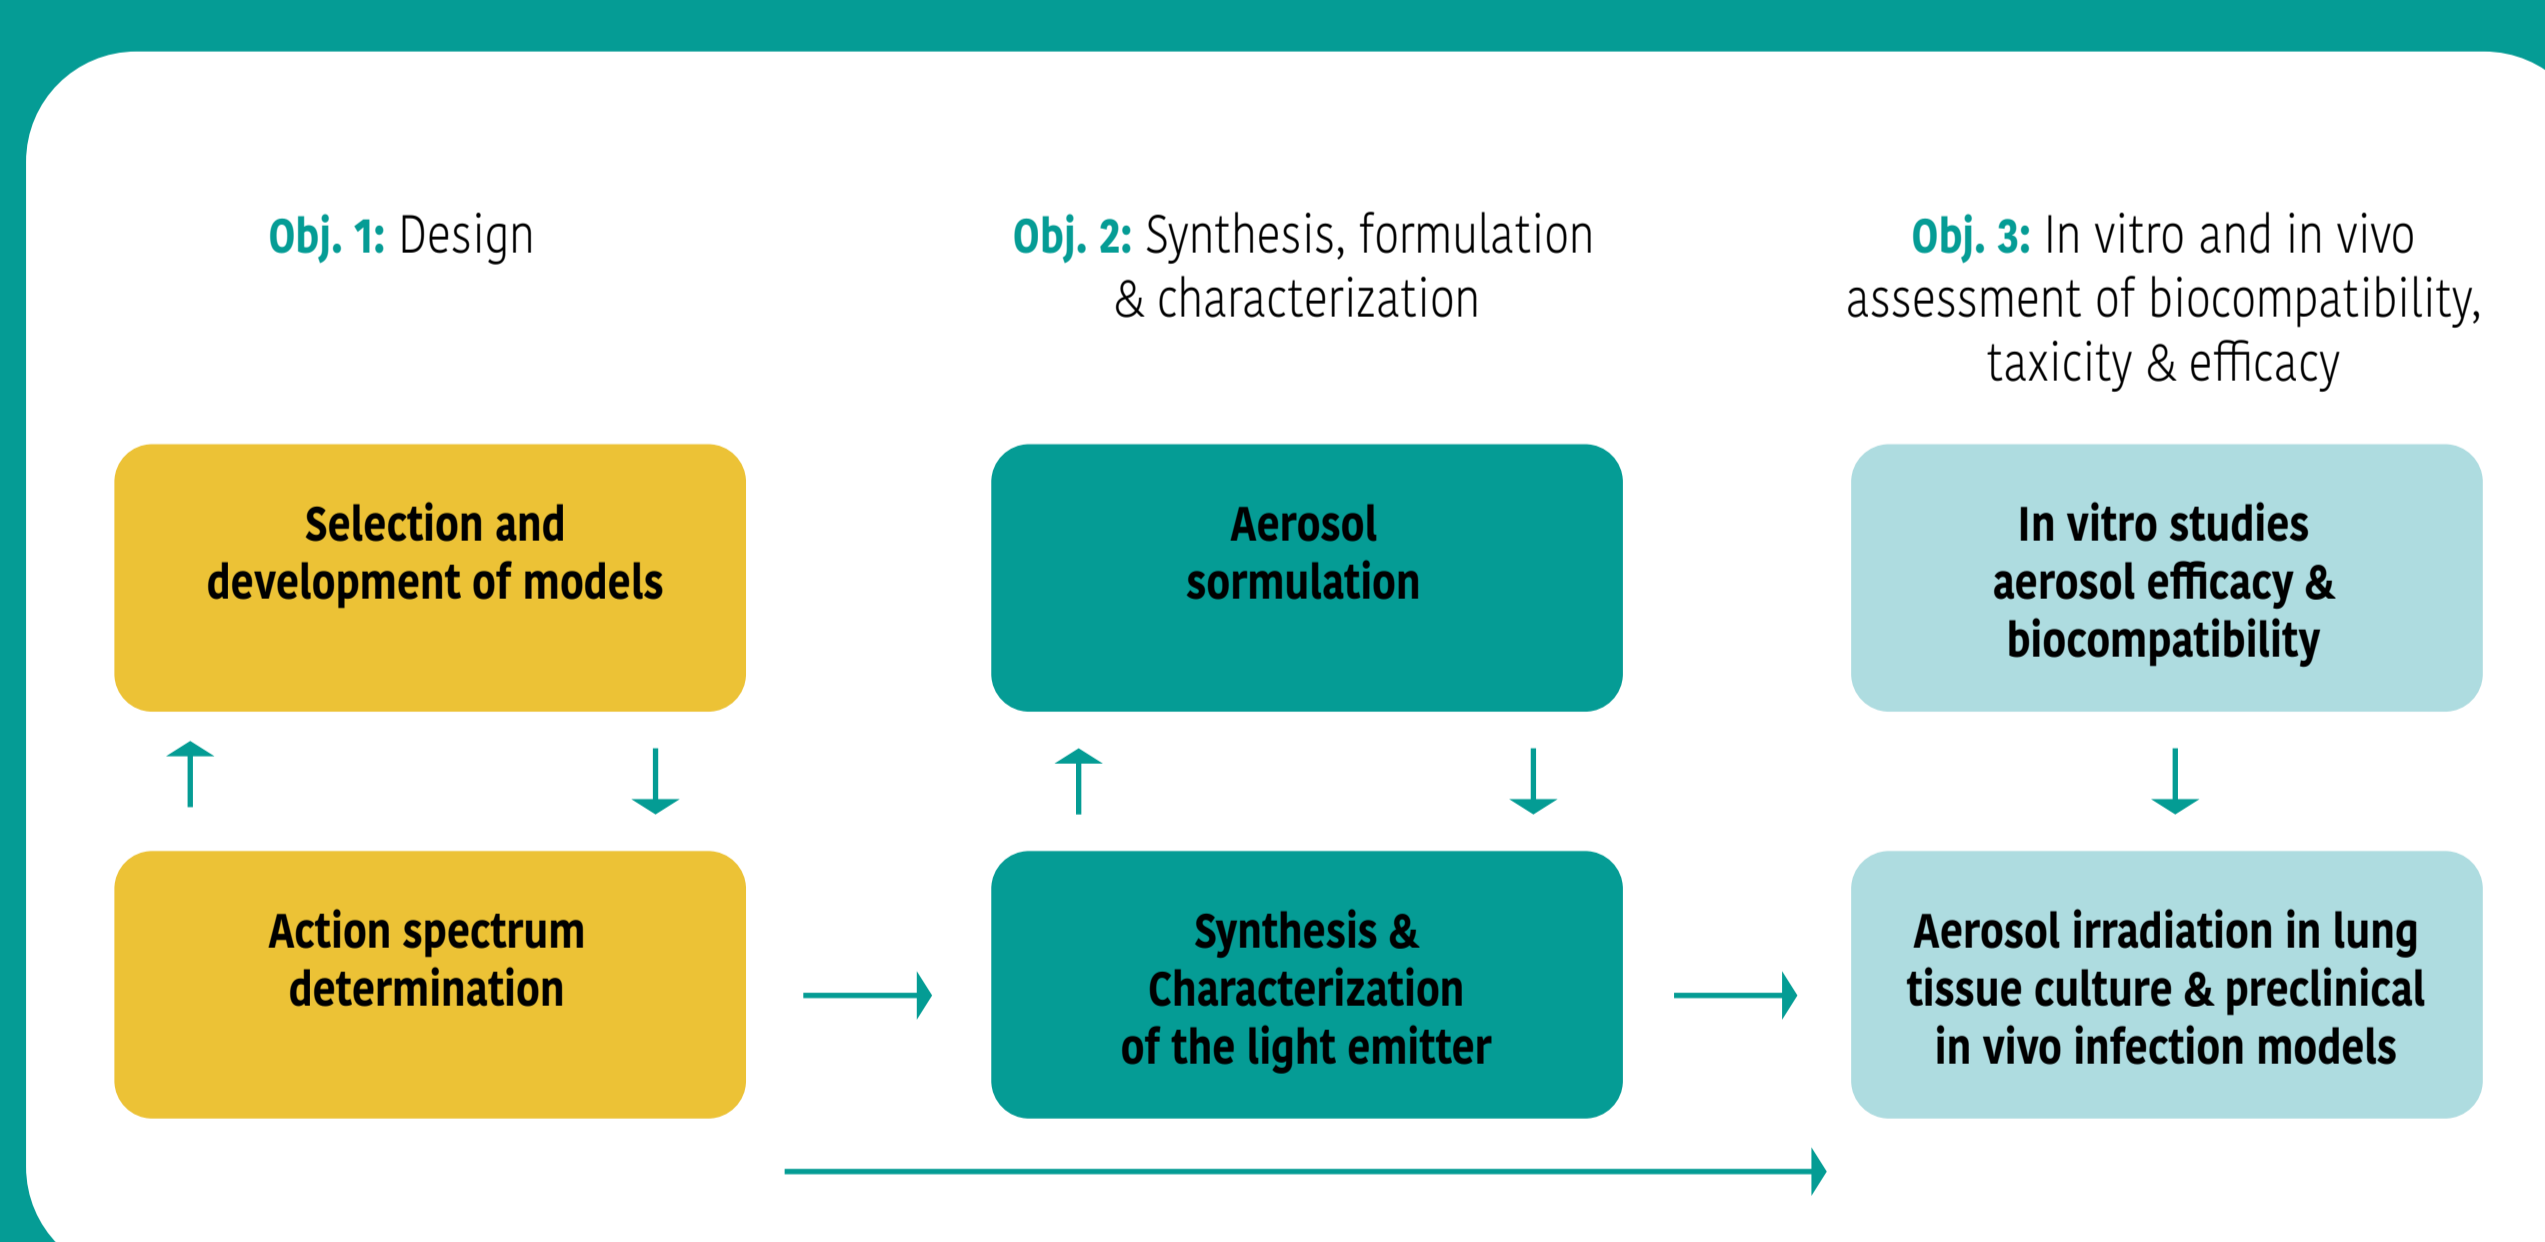 Obj. 1: Design
Obj. 2: Synthesis, formulation
& characterization
Obj. 3: In vitro and in vivo
assessment of biocompatibility,
taxicity & efficacy
Selection and
development of models
Aerosol
sormulation
In vitro studies
aerosol efficacy &
biocompatibility
Action spectrum
determination
Synthesis &
Characterization
of the light emitter
Aerosol irradiation in lung
tissue culture & preclinical
in vivo infection models